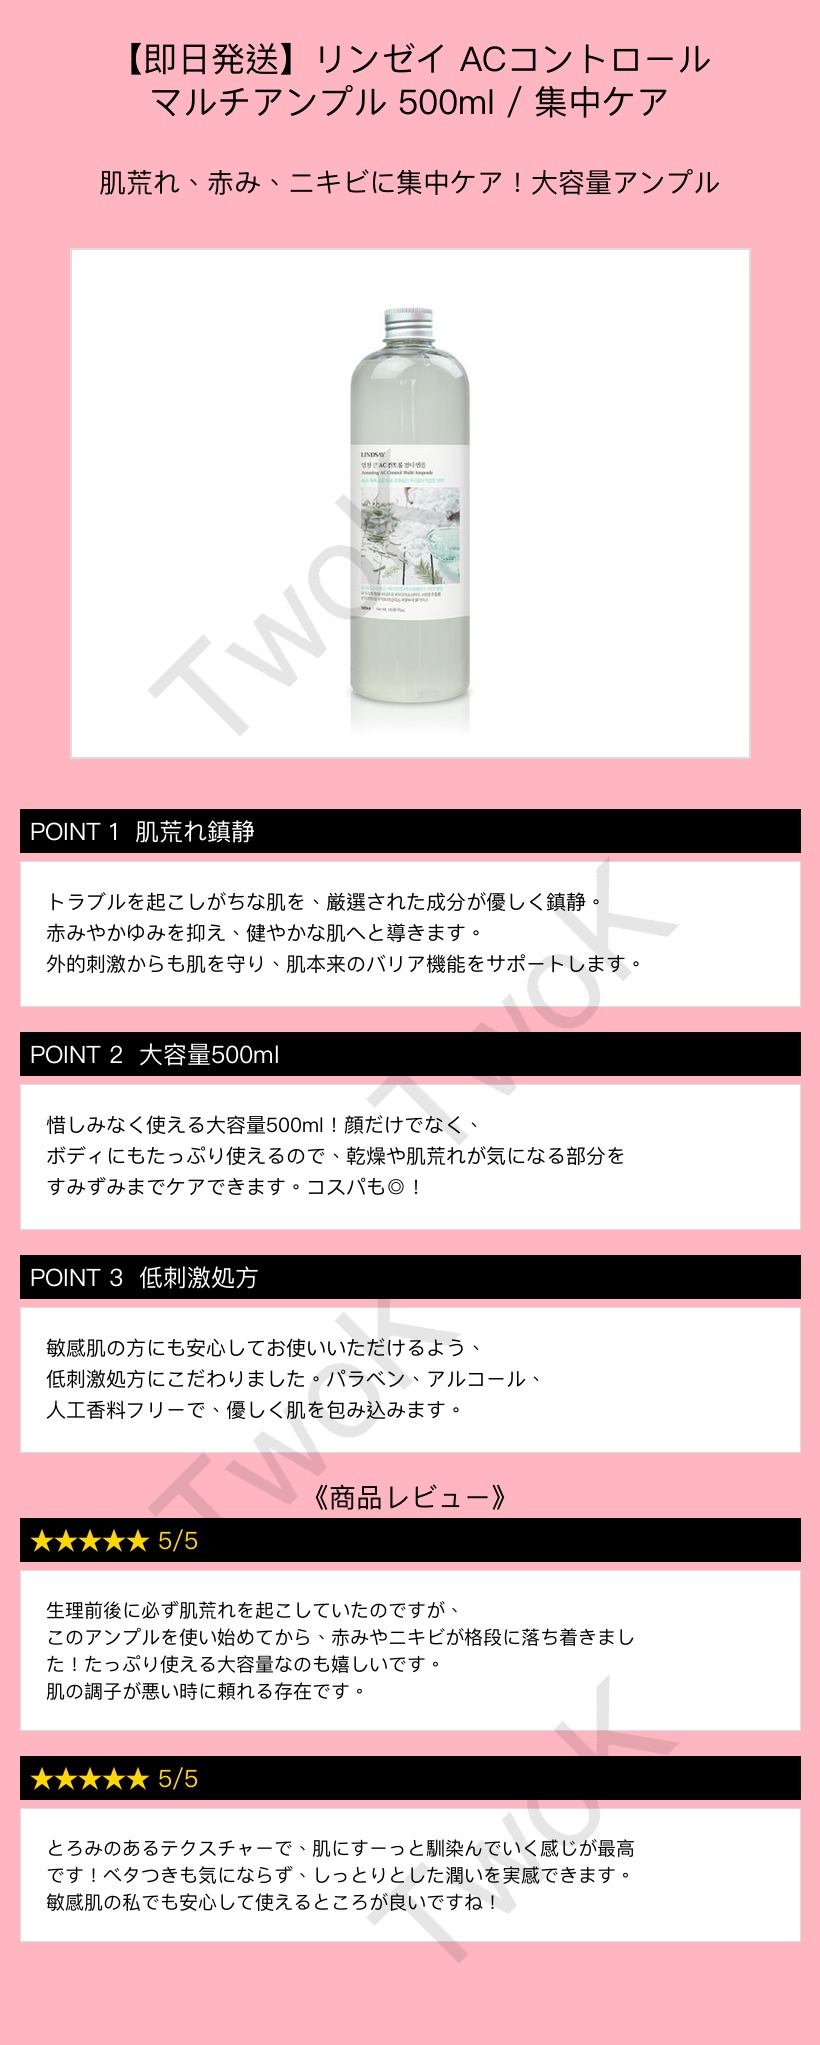 【即日発送】リンゼイ ACコントロール
マルチアンプル 500ml / 集中ケア
肌荒れ、赤み、ニキビに集中ケア！大容量アンプル
LINDSAY
Amazing AC Control Multi Ampoule
TwoK
POINT 1 肌荒れ鎮静
トラブルを起こしがちな肌を、厳選された成分が優しく鎮静。
赤みやかゆみを抑え、健やかな肌へと導きます。
外的刺激からも肌を守り、肌本来のバリア機能をサポートします。
TwoK
POINT 2 大容量500ml
惜しみなく使える大容量500ml！顔だけでなく、
ボディにもたっぷり使えるので、乾燥や肌荒れが気になる部分を
すみずみまでケアできます。コスパも◎！
POINT 3 低刺激処方
敏感肌の方にも安心してお使いいただけるよう、
低刺激処方にこだわりました。パラベン、アルコール、
人工香料フリーで、優しく肌を包み込みます。
TwoK
《商品レビュー》
★★★★★ 5/5
生理前後に必ず肌荒れを起こしていたのですが、
このアンプルを使い始めてから、赤みやニキビが格段に落ち着きまし
た！たっぷり使える大容量なのも嬉しいです。
肌の調子が悪い時に頼れる存在です。
★★★★★ 5/5
とろみのあるテクスチャーで、肌にすーっと馴染んでいく感じが最高
です！ベタつきも気にならず、しっとりとした潤いを実感できます。
敏感肌の私でも安心して使えるところが良いですね！
TwoK